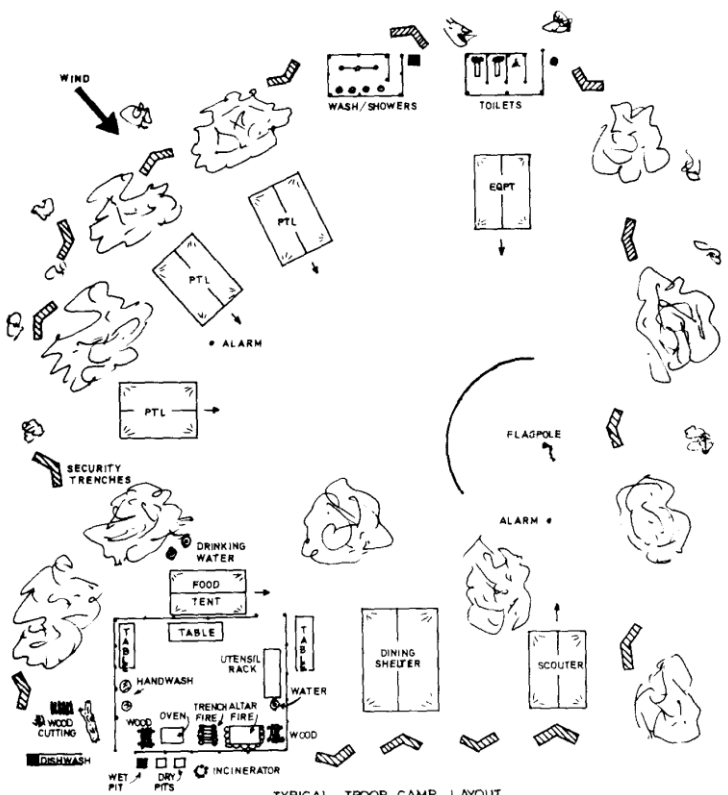 WIND
WASH/SHOWERS
TOILETS
EQPT
PTL
PTL
ALARM
PTL
FLAGPOLE
SECURITY
TRENCHES
ALARM
DRINKING
WATER
FOOD
TENT
TABLE
TABLE
TABLE
UTENSIL
RACK
DINING
SHELTER
SCOUTER
HANDWASH
WATER
WOOD
CUTTING
WOOD
OVEN
TRENCH
FIRE
ALTAR
FIRE
WOOD
DISHWASH
WET
PIT
DRY
PITS
INCINERATOR
TYPICAL TROOP CAMP LAYOUT